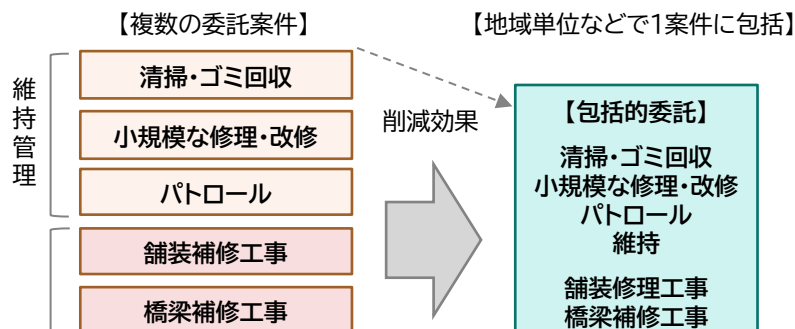 【複数の委託案件】
【地域単位などで1案件に包括】
維持管理
清掃・ゴミ回収
小規模な修理・改修
パトロール
舗装補修工事
橋梁補修工事
削減効果
【包括的委託】
清掃・ゴミ回収
小規模な修理・改修
パトロール
維持
舗装修理工事
橋梁補修工事